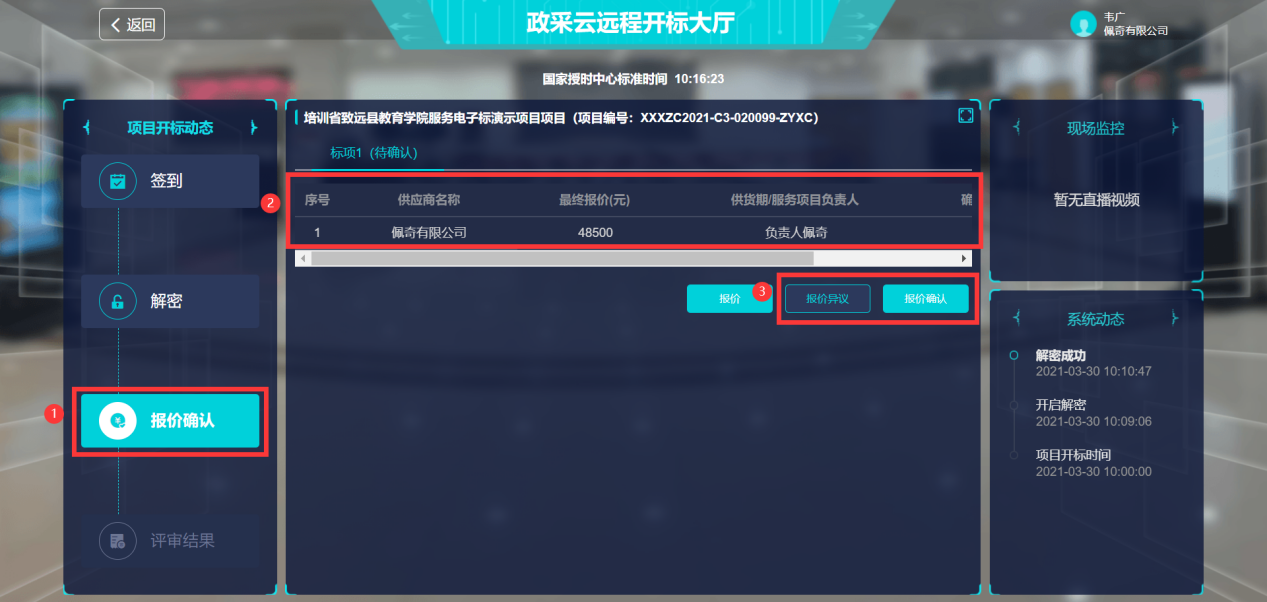 返回
政采云远程开标大厅
韦广
佩奇有限公司
国家授时中心标准时间 10:16:23
项目开标动态
签到
解密
1
报价确认
评审结果
培训省致远县教育学院服务电子标演示项目项目（项目编号：XXXZC2021-C3-020099-ZYXC）
标项1（待确认）
2
序号 供应商名称 最终报价(元) 供货期/服务项目负责人 确
1 佩奇有限公司 48500 负责人佩奇
报价 3 报价异议 报价确认
现场监控
暂无直播视频
系统动态
解密成功
2021-03-30 10:10:47
开启解密
2021-03-30 10:09:06
项目开标时间
2021-03-30 10:00:00